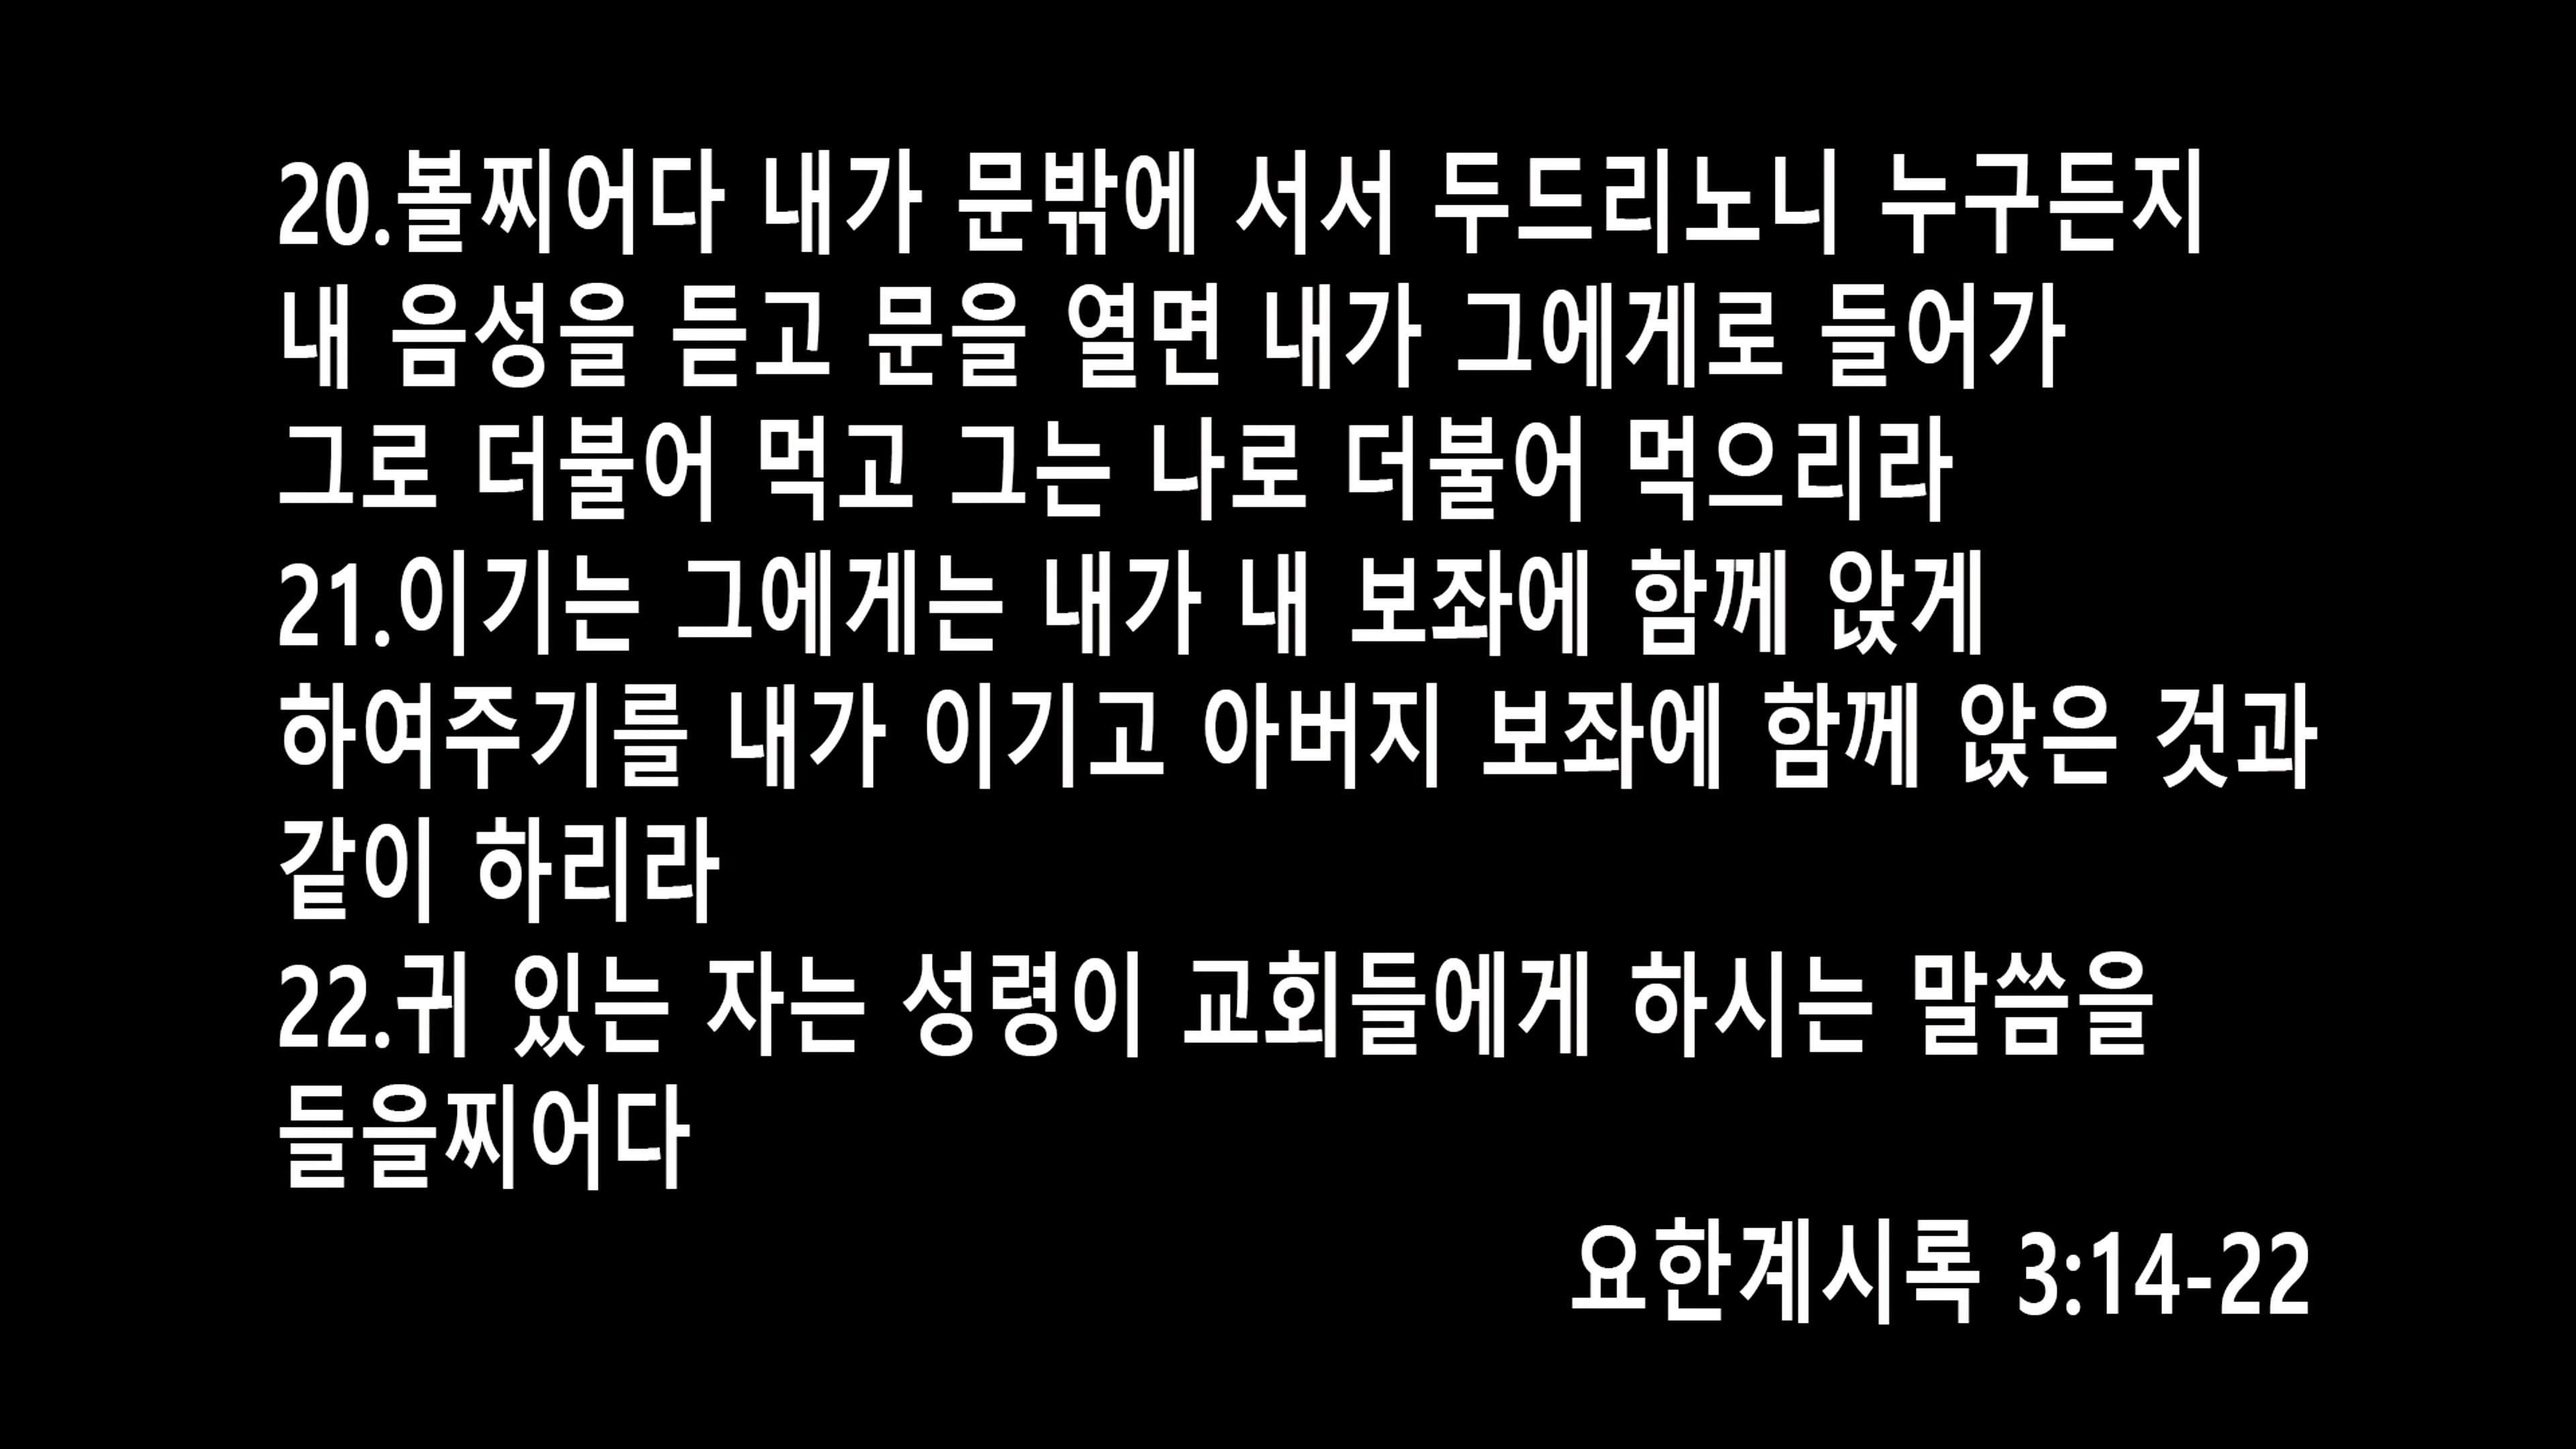 20.볼찌어다 내가 문밖에 서서 두드리노니 누구든지
내 음성을 듣고 문을 열면 내가 그에게로 들어가
그로 더불어 먹고 그는 나로 더불어 먹으리라
21.이기는 그에게는 내가 내 보좌에 함께 앉게
하여주기를 내가 이기고 아버지 보좌에 함께 앉은 것과
같이 하리라
22.귀 있는 자는 성령이 교회들에게 하시는 말씀을
들을찌어다
요한계시록 3:14-22